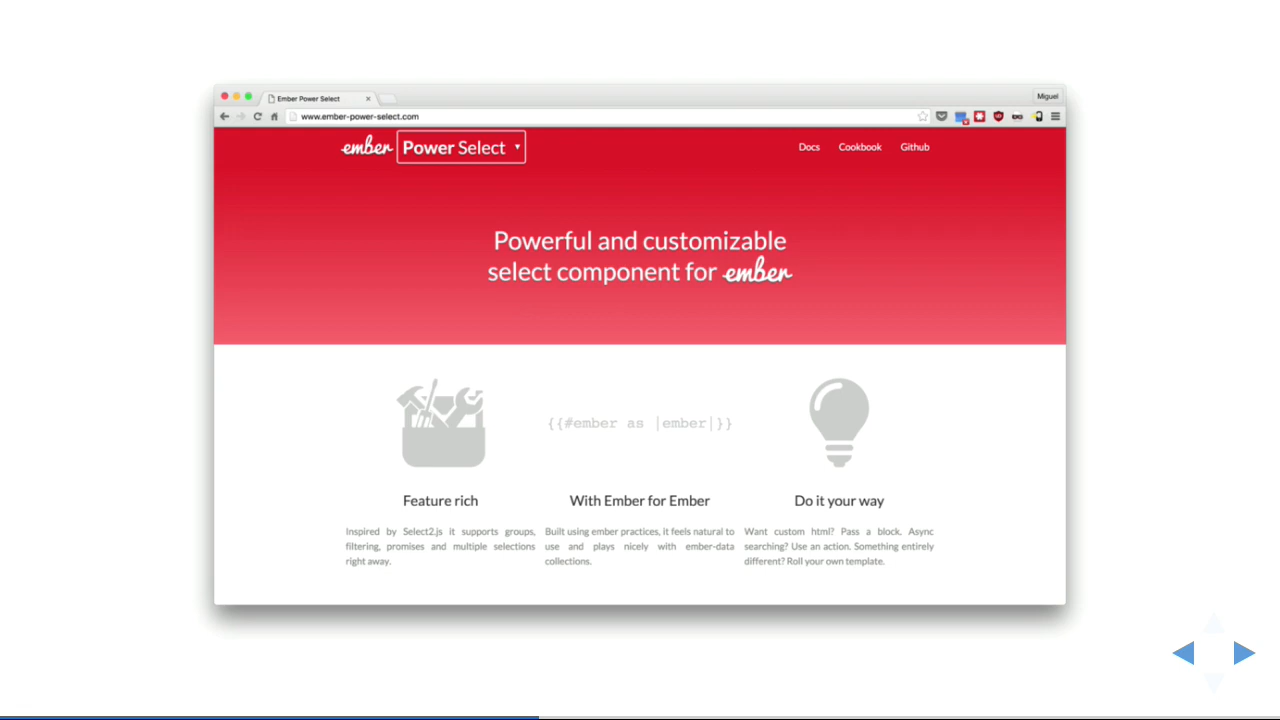 Ember Power Select
Miguel
www.ember-power-select.com
ember Power Select
Docs Cookbook Github
Powerful and customizable
select component for ember
{{#ember as |ember|}}
Feature rich
Inspired by Select2.js it supports groups,
filtering, promises and multiple selections
right away.
With Ember for Ember
Built using ember practices, it feels natural to
use and plays nicely with ember-data
collections.
Do it your way
Want custom html? Pass a block. Async
searching? Use an action. Something entirely
different? Roll your own template.